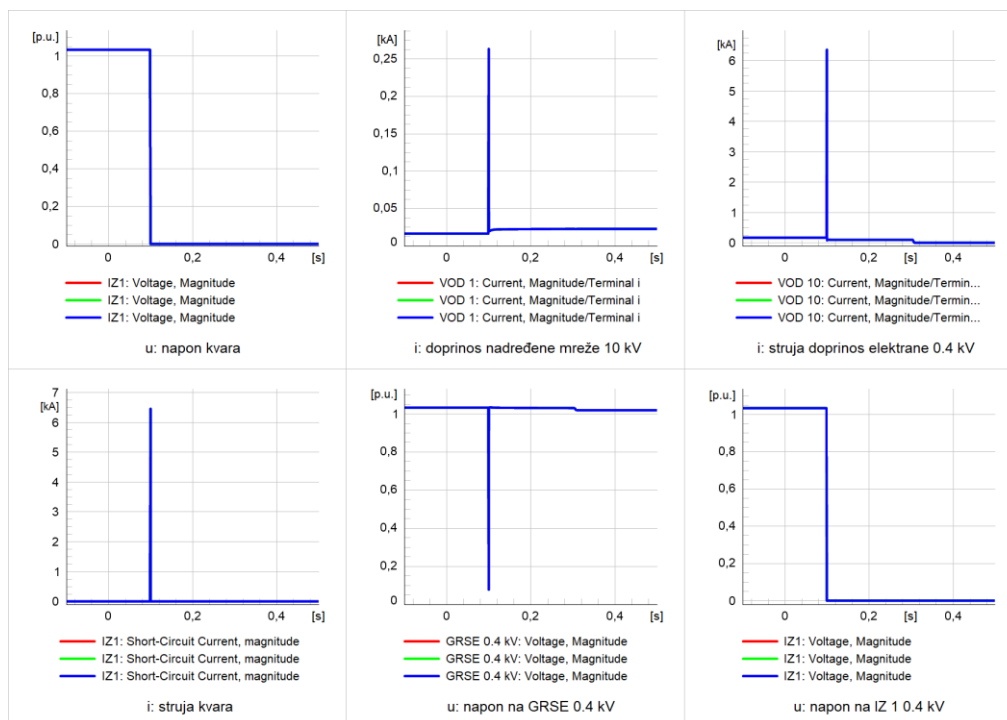 [p.u.]
1
0,8
0,6
0,4
0,2
0
0 0,2 0,4 [s]
IZ1: Voltage, Magnitude
IZ1: Voltage, Magnitude
IZ1: Voltage, Magnitude
u: napon kvara
[kA]
0,25
0,2
0,15
0,1
0,05
0
0 0,2 0,4 [s]
VOD 1: Current, Magnitude/Terminal i
VOD 1: Current, Magnitude/Terminal i
VOD 1: Current, Magnitude/Terminal i
i: doprinos nadređene mreže 10 kV
[kA]
6
5
4
3
2
1
0
0 0,2 0,4 [s]
VOD 10: Current, Magnitude/Termin...
VOD 10: Current, Magnitude/Termin...
VOD 10: Current, Magnitude/Termin...
i: struja doprinos elektrane 0.4 kV
7
[kA]
6
5
4
3
2
1
0
0 0,2 0,4 [s]
IZ1: Short-Circuit Current, magnitude
IZ1: Short-Circuit Current, magnitude
IZ1: Short-Circuit Current, magnitude
i: struja kvara
[p.u.]
1
0,8
0,6
0,4
0,2
0 0,2 0,4 [s]
GRSE 0.4 kV: Voltage, Magnitude
GRSE 0.4 kV: Voltage, Magnitude
GRSE 0.4 kV: Voltage, Magnitude
u: napon na GRSE 0.4 kV
[p.u.]
1
0,8
0,6
0,4
0,2
0
0 0,2 [s] 0,4
IZ1: Voltage, Magnitude
IZ1: Voltage, Magnitude
IZ1: Voltage, Magnitude
u: napon na IZ 1 0.4 kV